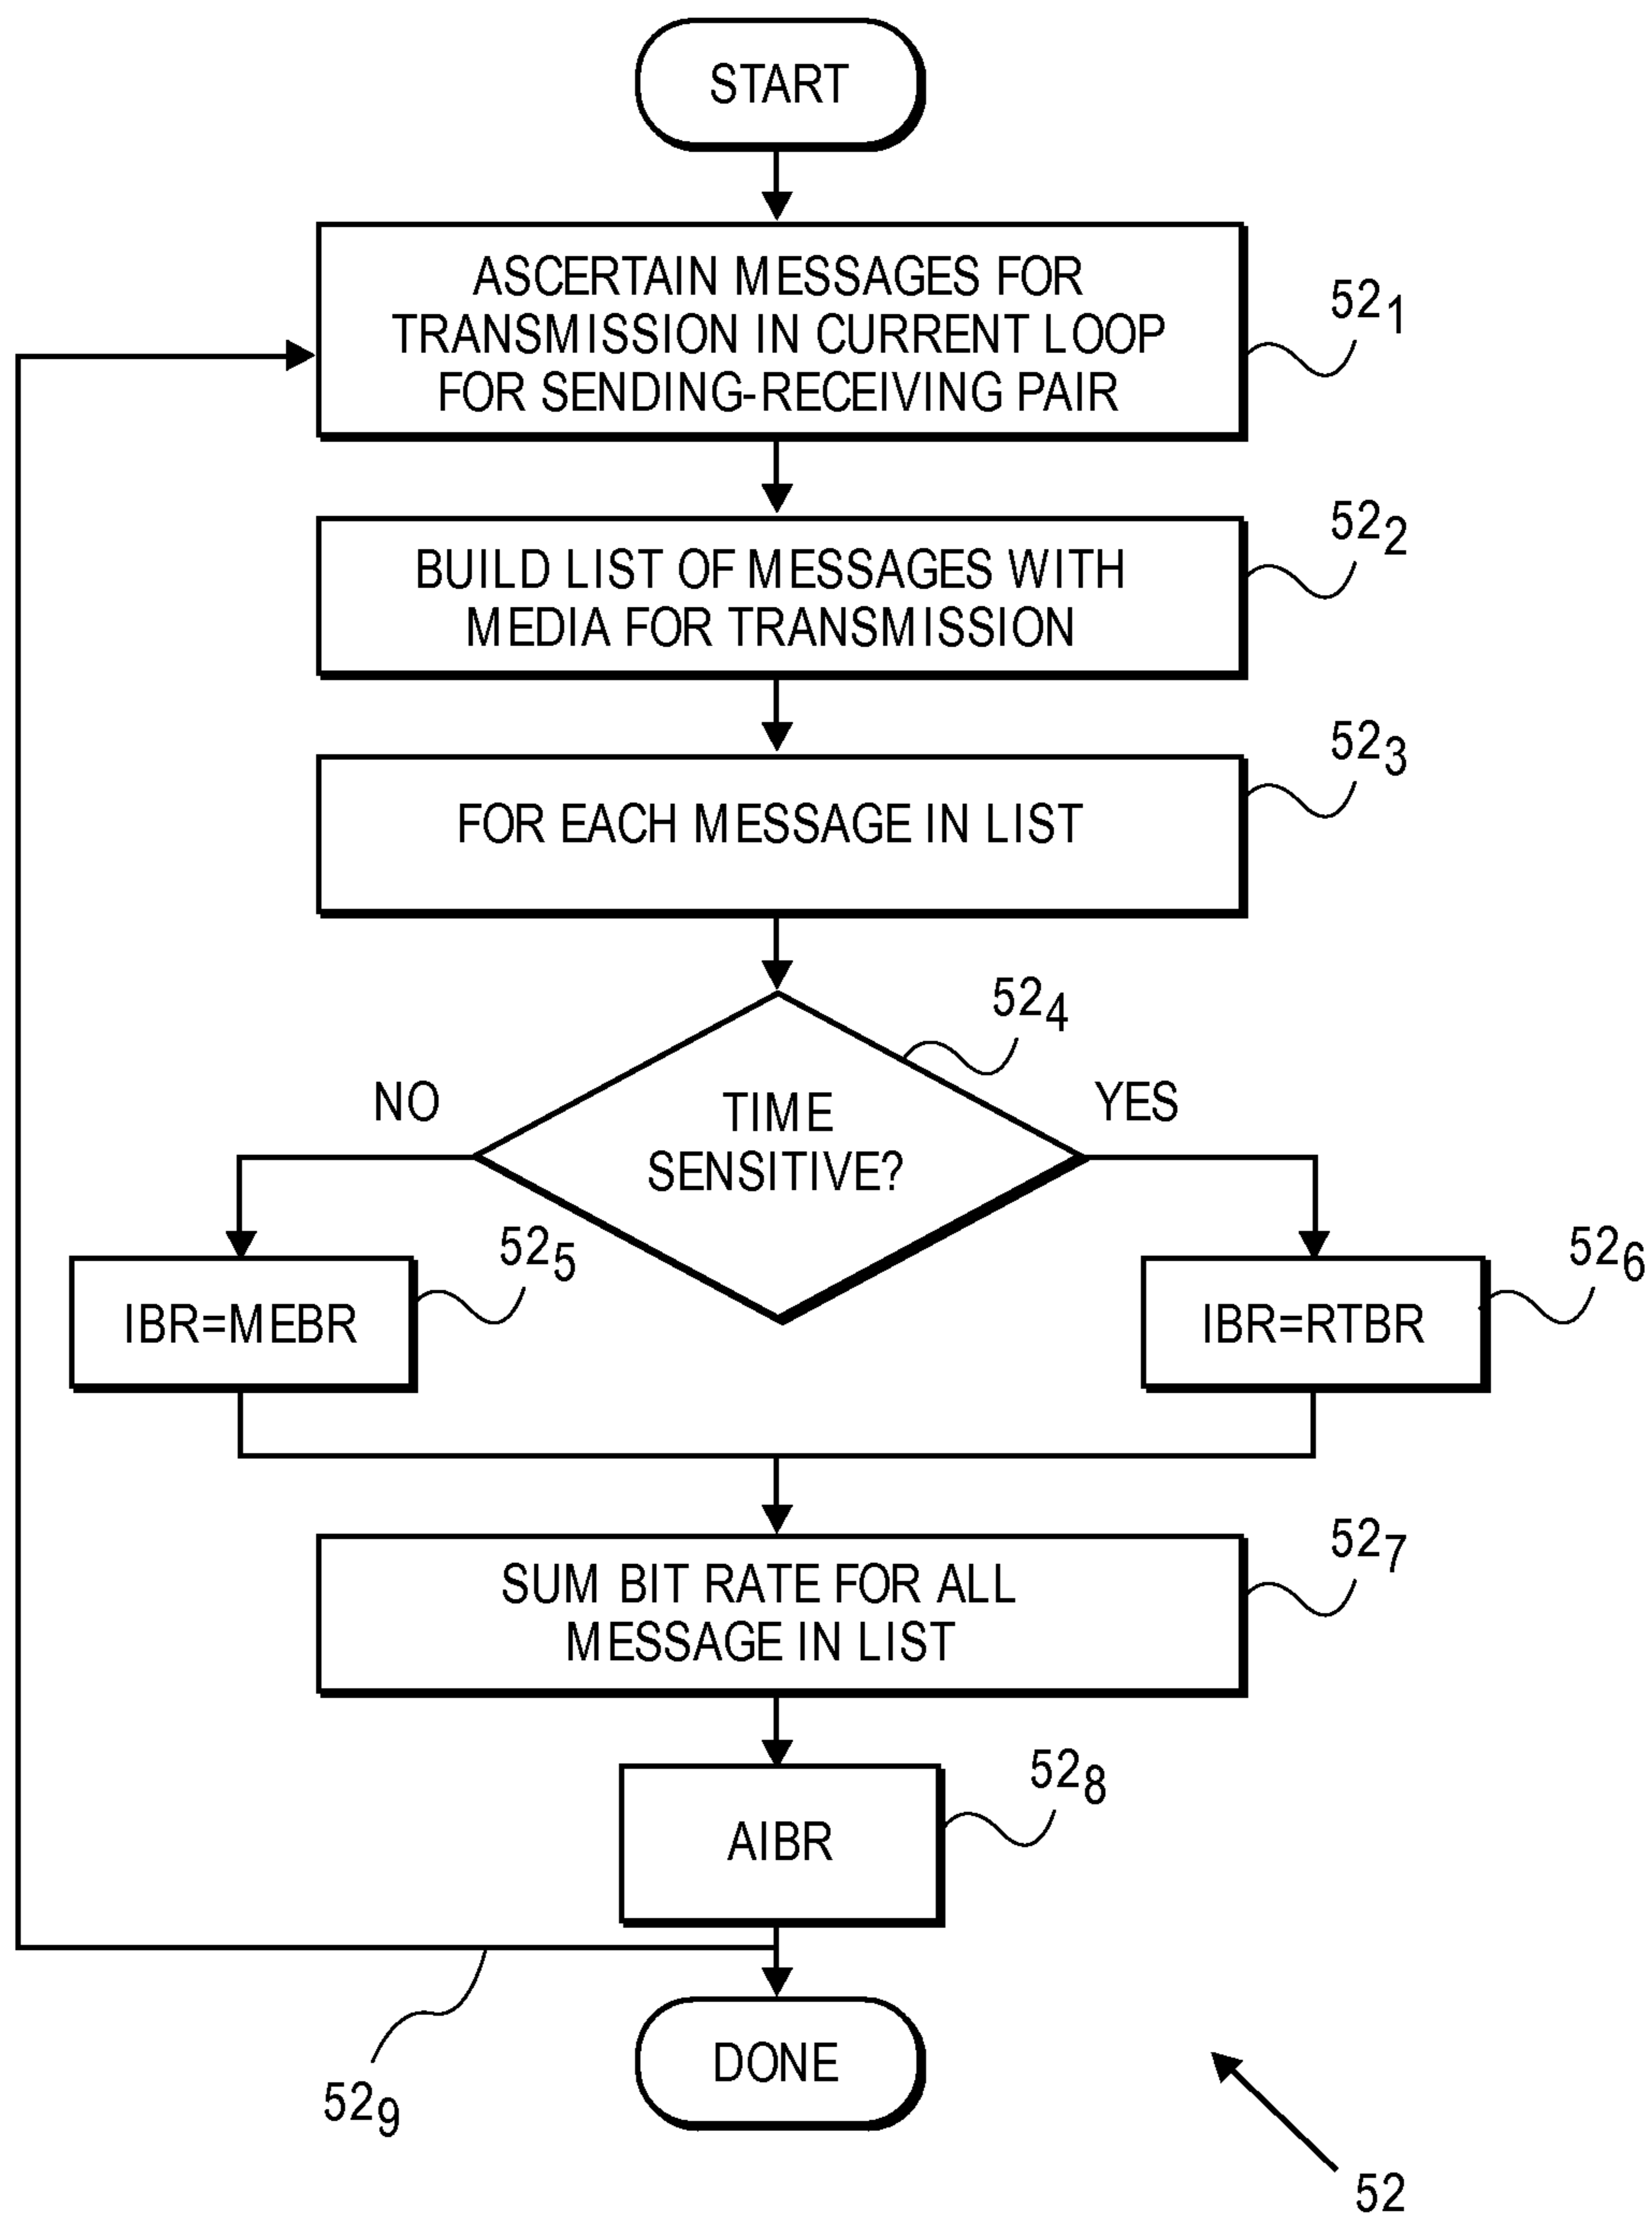 START
ASCERTAIN MESSAGES FOR
TRANSMISSION IN CURRENT LOOP
FOR SENDING-RECEIVING PAIR
52₁
BUILD LIST OF MESSAGES WITH
MEDIA FOR TRANSMISSION
52₂
FOR EACH MESSAGE IN LIST
52₃
52₄
NO
TIME
SENSITIVE?
YES
IBR=MEBR
52₅
IBR=RTBR
52₆
SUM BIT RATE FOR ALL
MESSAGE IN LIST
52₇
AIBR
52₈
DONE
52₉
52